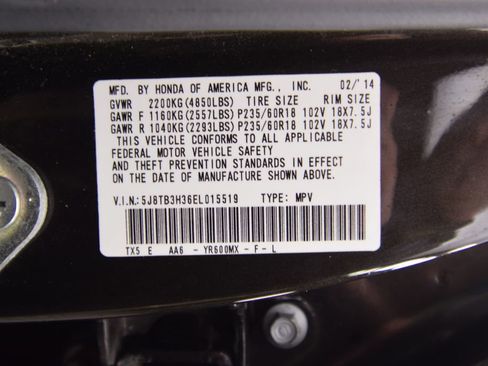 MFD. BY HONDA OF AMERICA MFG., INC. 02/'14
GVWR 2200KG(4850LBS) TIRE SIZE RIM SIZE
GAWR F 1160KG(2557LBS) P235/60R18 102V 18X7.5J
GAWR R 1040KG(2293LBS) P235/60R18 102V 18X7.5J
THIS VEHICLE CONFORMS TO ALL APPLICABLE
FEDERAL MOTOR VEHICLE SAFETY
AND THEFT PREVENTION STANDARDS IN EFFECT
ON THE DATE OF MANUFACTURE SHOWN ABOVE.
V.I.N.:5J8TB3H36EL015519 TYPE: MPV
TX5 E AA6 - YR600MX - F - L